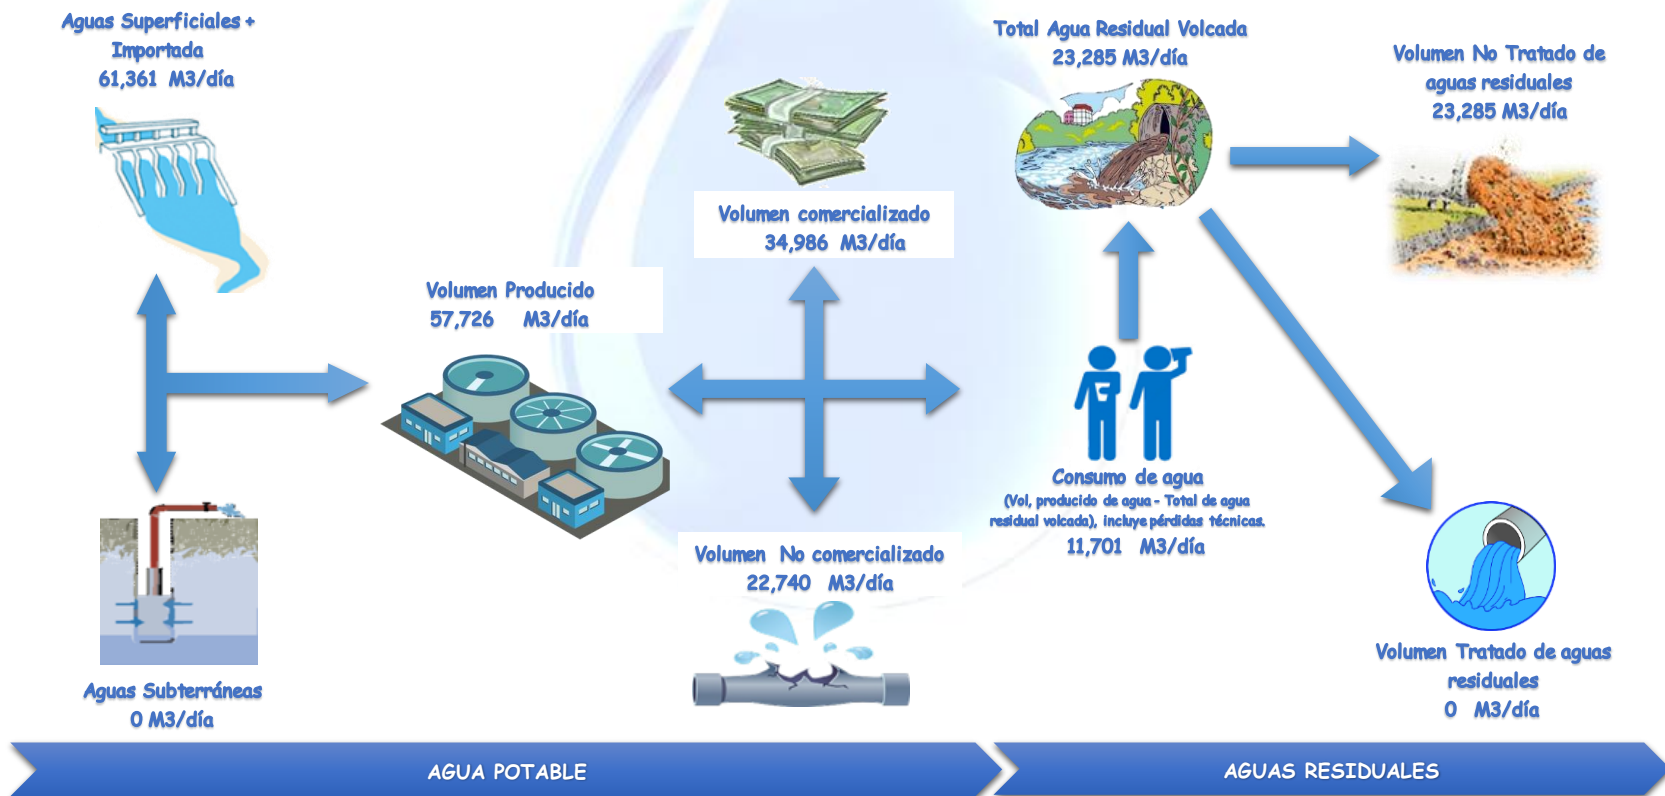 Aguas Superficiales +
Importada
61,361 M3/día
Aguas Subterráneas
0 M3/día
Volumen Producido
57,726 M3/día
Volumen comercializado
34,986 M3/día
Volumen No comercializado
22,740 M3/día
Total Agua Residual Volcada
23,285 M3/día
Consumo de agua
(Vol, producido de agua - Total de agua
residual volcada), incluye pérdidas técnicas.
11,701 M3/día
Volumen No Tratado de
aguas residuales
23,285 M3/día
Volumen Tratado de aguas
residuales
0 M3/día
AGUA POTABLE
AGUAS RESIDUALES